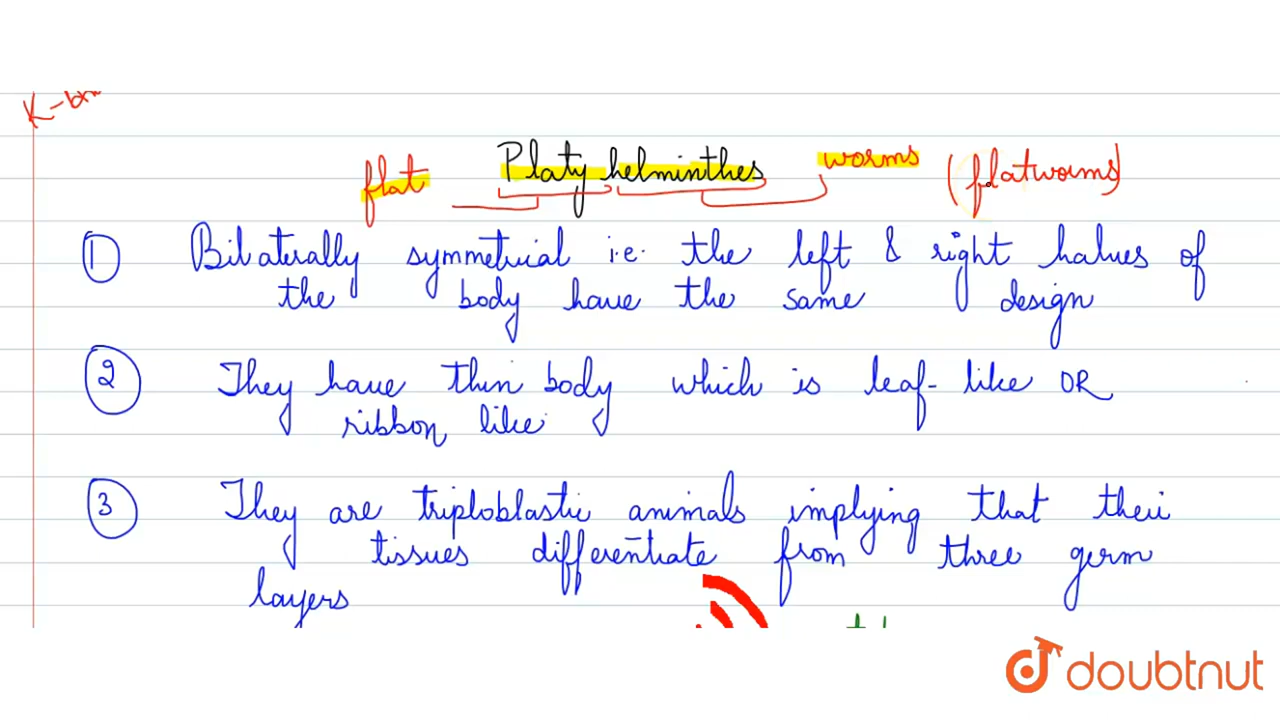 flat Platyhelminthes worms (flatworms)
1 Bilaterally symmetrical i.e. the left & right halves of
the body have the same design
2 They have thin body which is leaf-like OR
ribbon like
3 They are triploblastic animals implying that their
tissues differentiate from three germ
layers
doubtnut